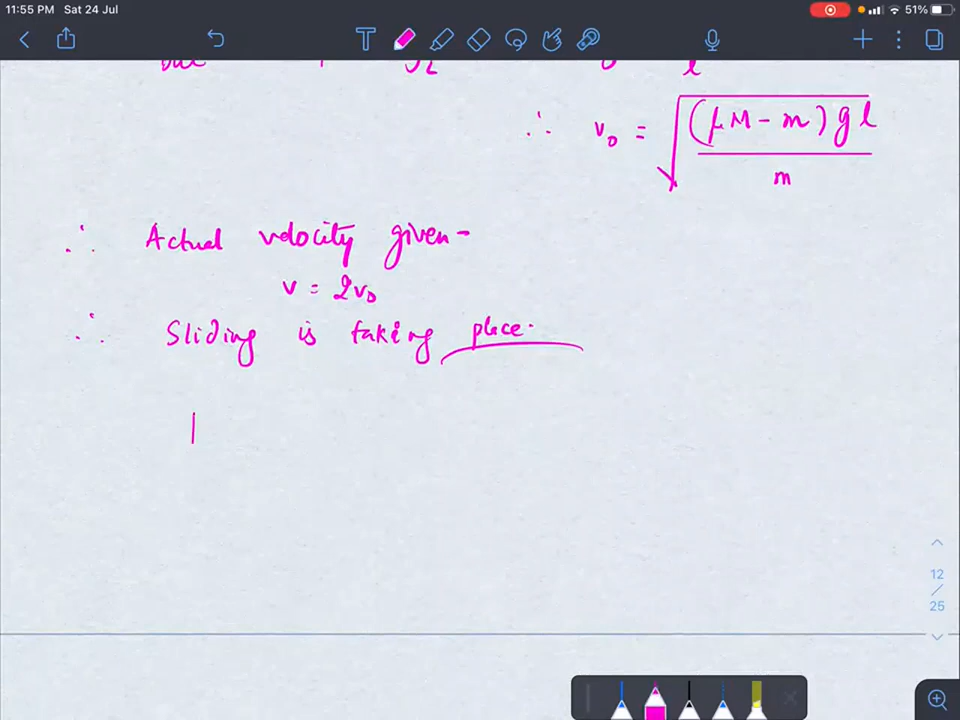 11:55 PM Sat 24 Jul
51%
∴ v₀ = √((μM - m) g l / m)
∴ Actual velocity given-
v = 2v₀
∴ Sliding is taking place.
12
/
25